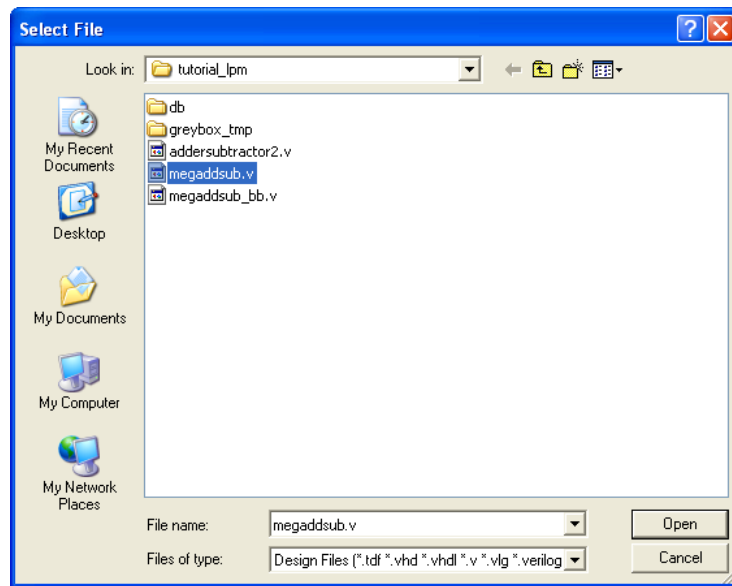 Select File
Look in: tutorial_lpm
My Recent
Documents
Desktop
My Documents
My Computer
My Network
Places
db
greybox_tmp
addersubtractor2.v
megaddsub.v
megaddsub_bb.v
File name: megaddsub.v Open
Files of type: Design Files (*.tdf *.vhd *.vhdl *.v *.vlg *.verilog Cancel